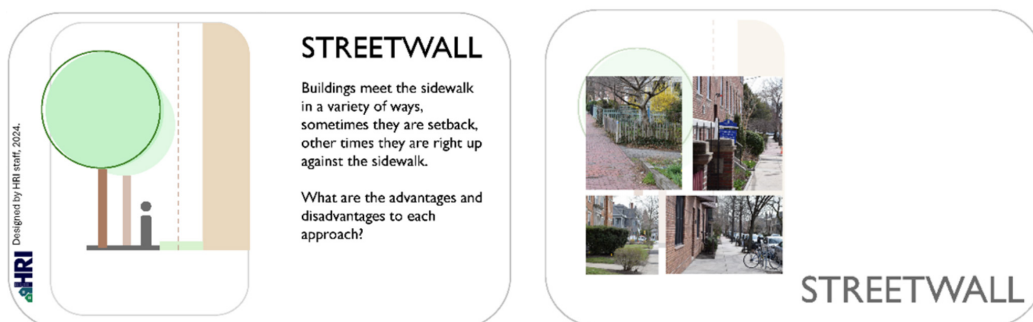 STREETWALL
Buildings meet the sidewalk
in a variety of ways,
sometimes they are setback,
other times they are right up
against the sidewalk.
What are the advantages and
disadvantages to each
approach?
Designed by HRI staff, 2024.
HRI
STREETWALL